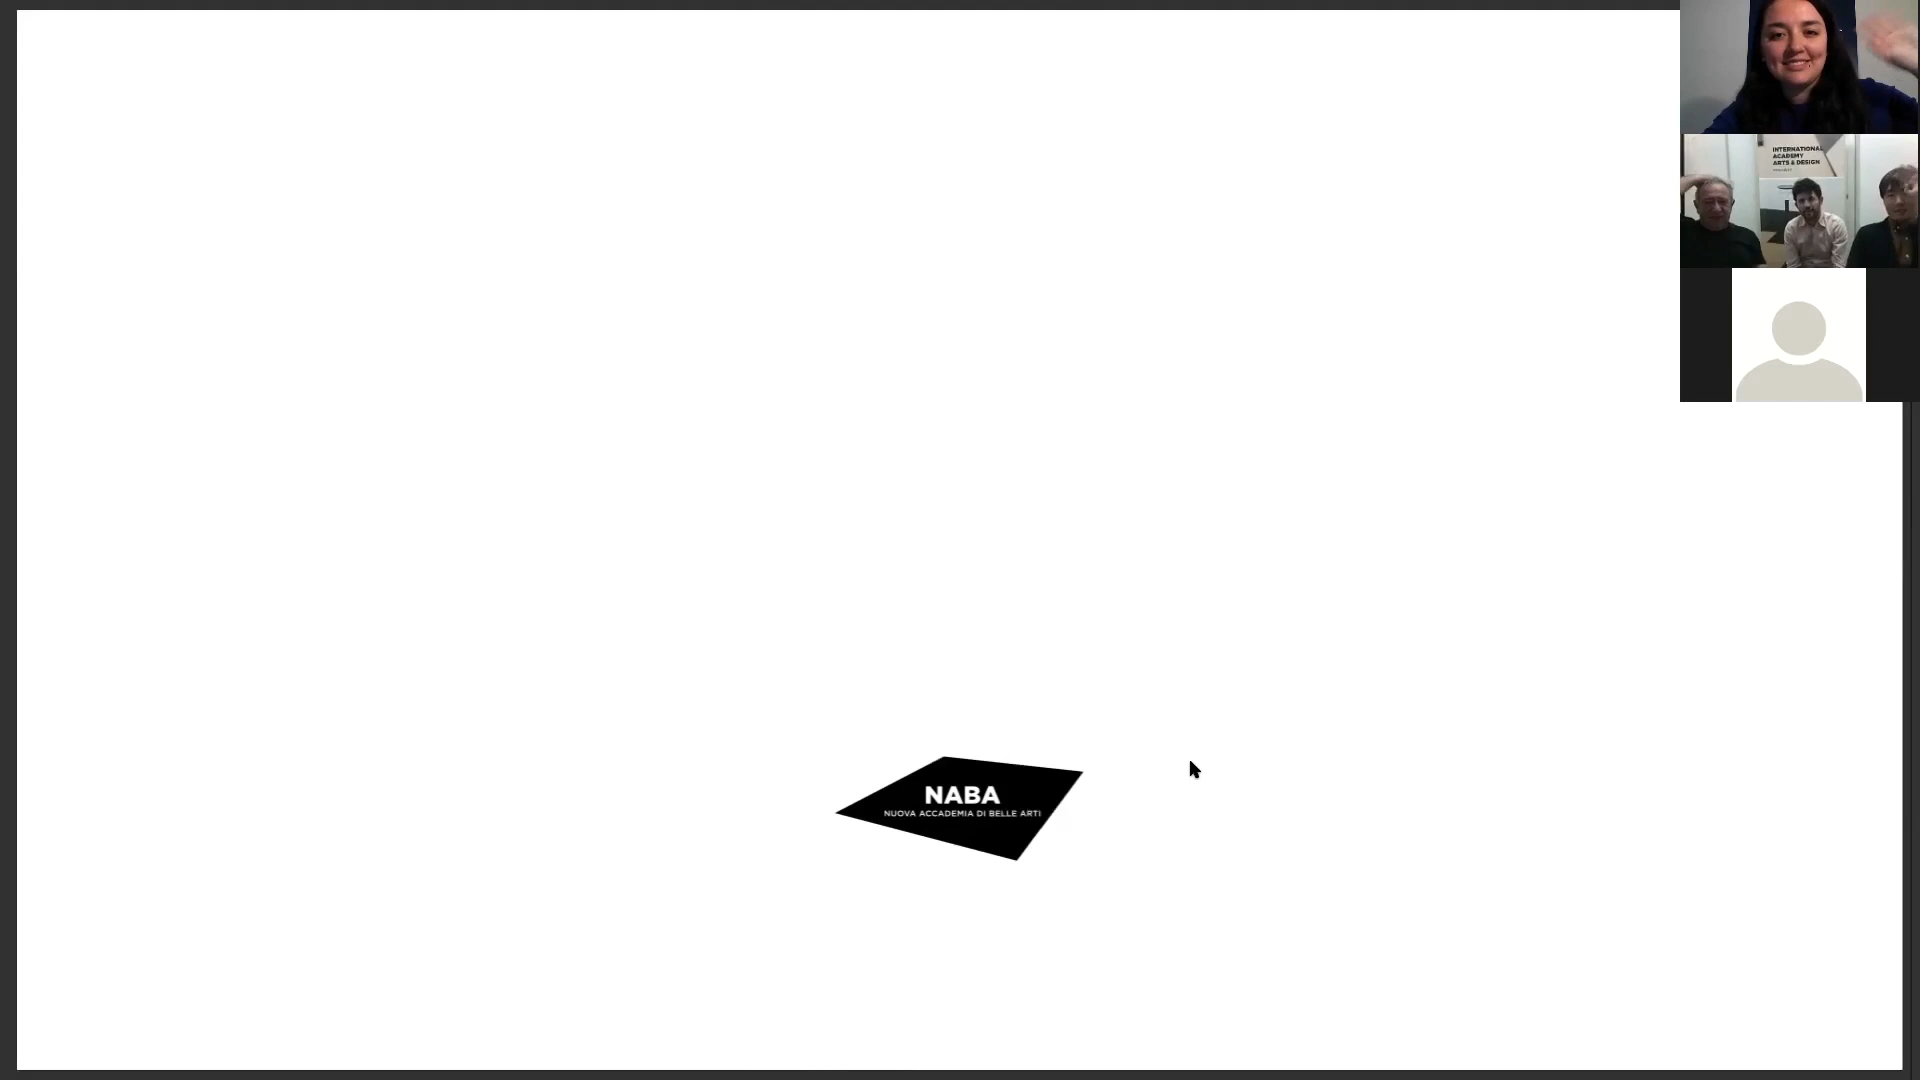 INTERNATIONAL
ACADEMY
ARTS & DESIGN
NABA
NUOVA ACCADEMIA DI BELLE ARTI